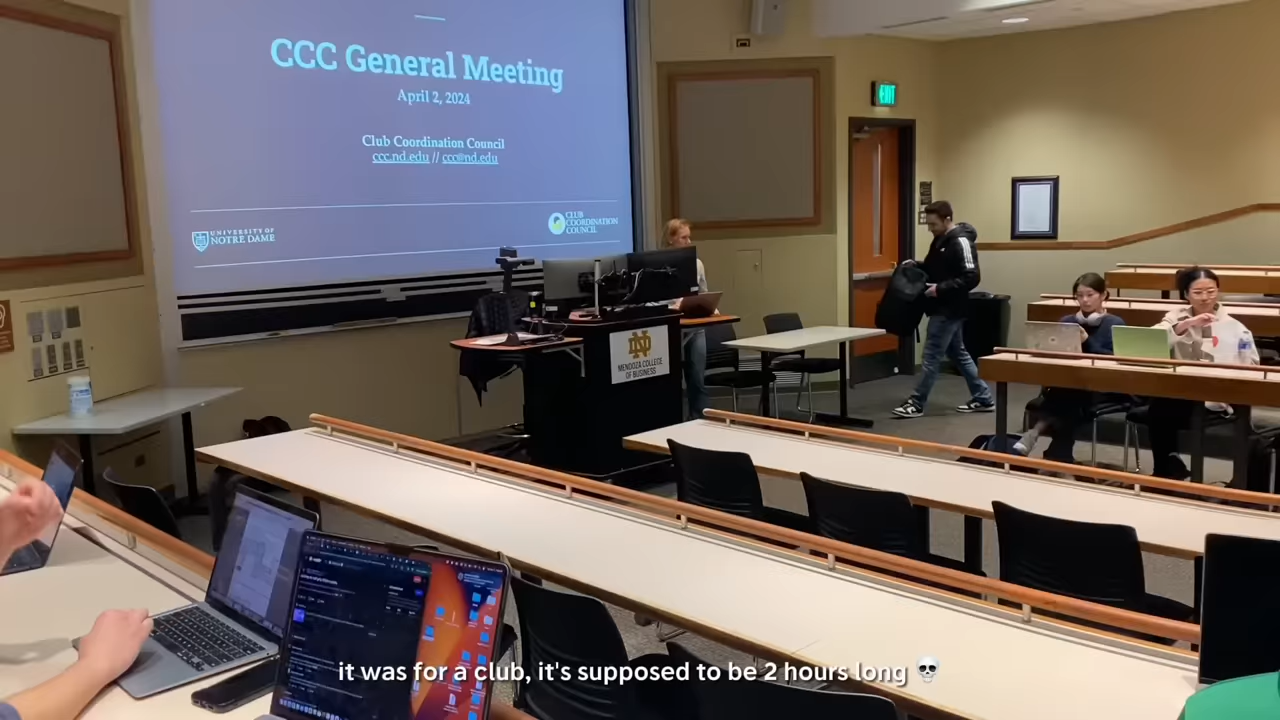 CCC General Meeting
April 2, 2024
Club Coordination Council
ccc.nd.edu // ccc@nd.edu
UNIVERSITY OF
NOTRE DAME
CLUB
COORDINATION
COUNCIL
EXIT
ND
MENDOZA COLLEGE
OF BUSINESS
it was for a club, it's supposed to be 2 hours long 💀